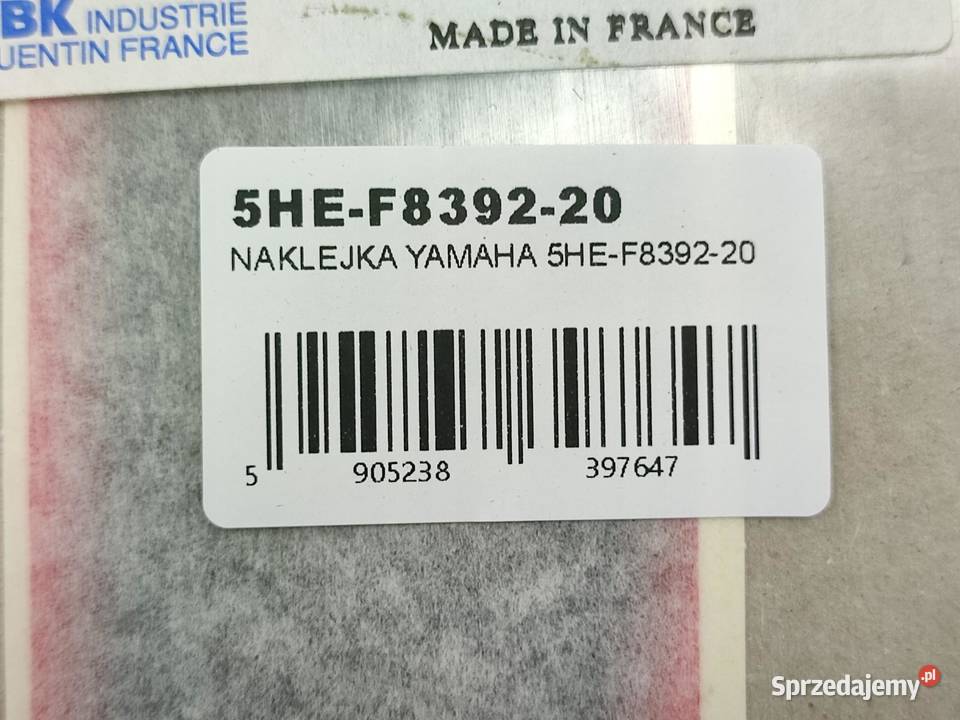 BK INDUSTRIE
UENTIN FRANCE
MADE IN FRANCE
5HE-F8392-20
NAKLEJKA YAMAHA 5HE-F8392-20
5 905238 397647
Sprzedajemy.pl